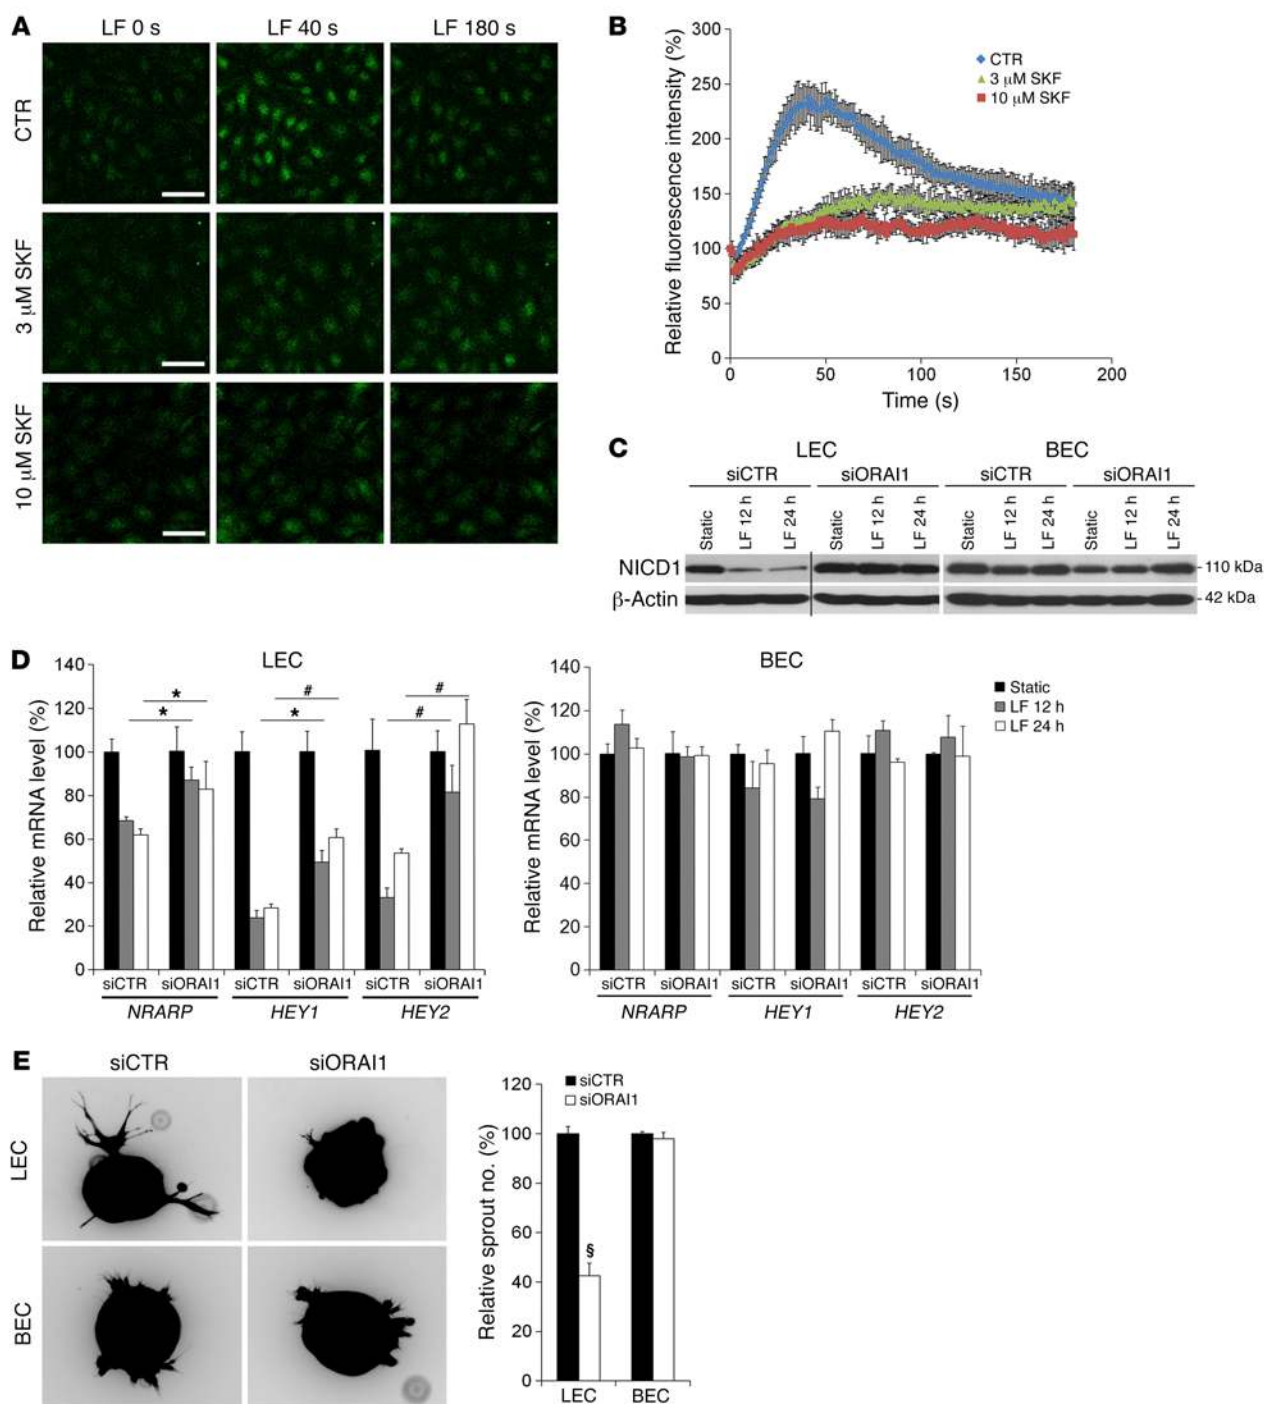 A
LF 0 s LF 40 s LF 180 s
CTR
3 µM SKF
10 µM SKF
B
Relative fluorescence intensity (%)
300
250
200
150
100
50
0
0 50 100 150 200
Time (s)
CTR
3 µM SKF
10 µM SKF
C
LEC BEC
siCTR siORAI1 siCTR siORAI1
Static LF 12 h LF 24 h Static LF 12 h LF 24 h Static LF 12 h LF 24 h Static LF 12 h LF 24 h
NICD1 110 kDa
β-Actin 42 kDa
D
LEC
Relative mRNA level (%)
140
120
100
80
60
40
20
0
* * # * # #
siCTR siORAI1 siCTR siORAI1 siCTR siORAI1
NRARP HEY1 HEY2
BEC
Relative mRNA level (%)
140
120
100
80
60
40
20
0
siCTR siORAI1 siCTR siORAI1 siCTR siORAI1
NRARP HEY1 HEY2
Static
LF 12 h
LF 24 h
E
siCTR siORAI1
LEC
BEC
Relative sprout no. (%)
120
100
80
60
40
20
0
siCTR
siORAI1
§
LEC BEC